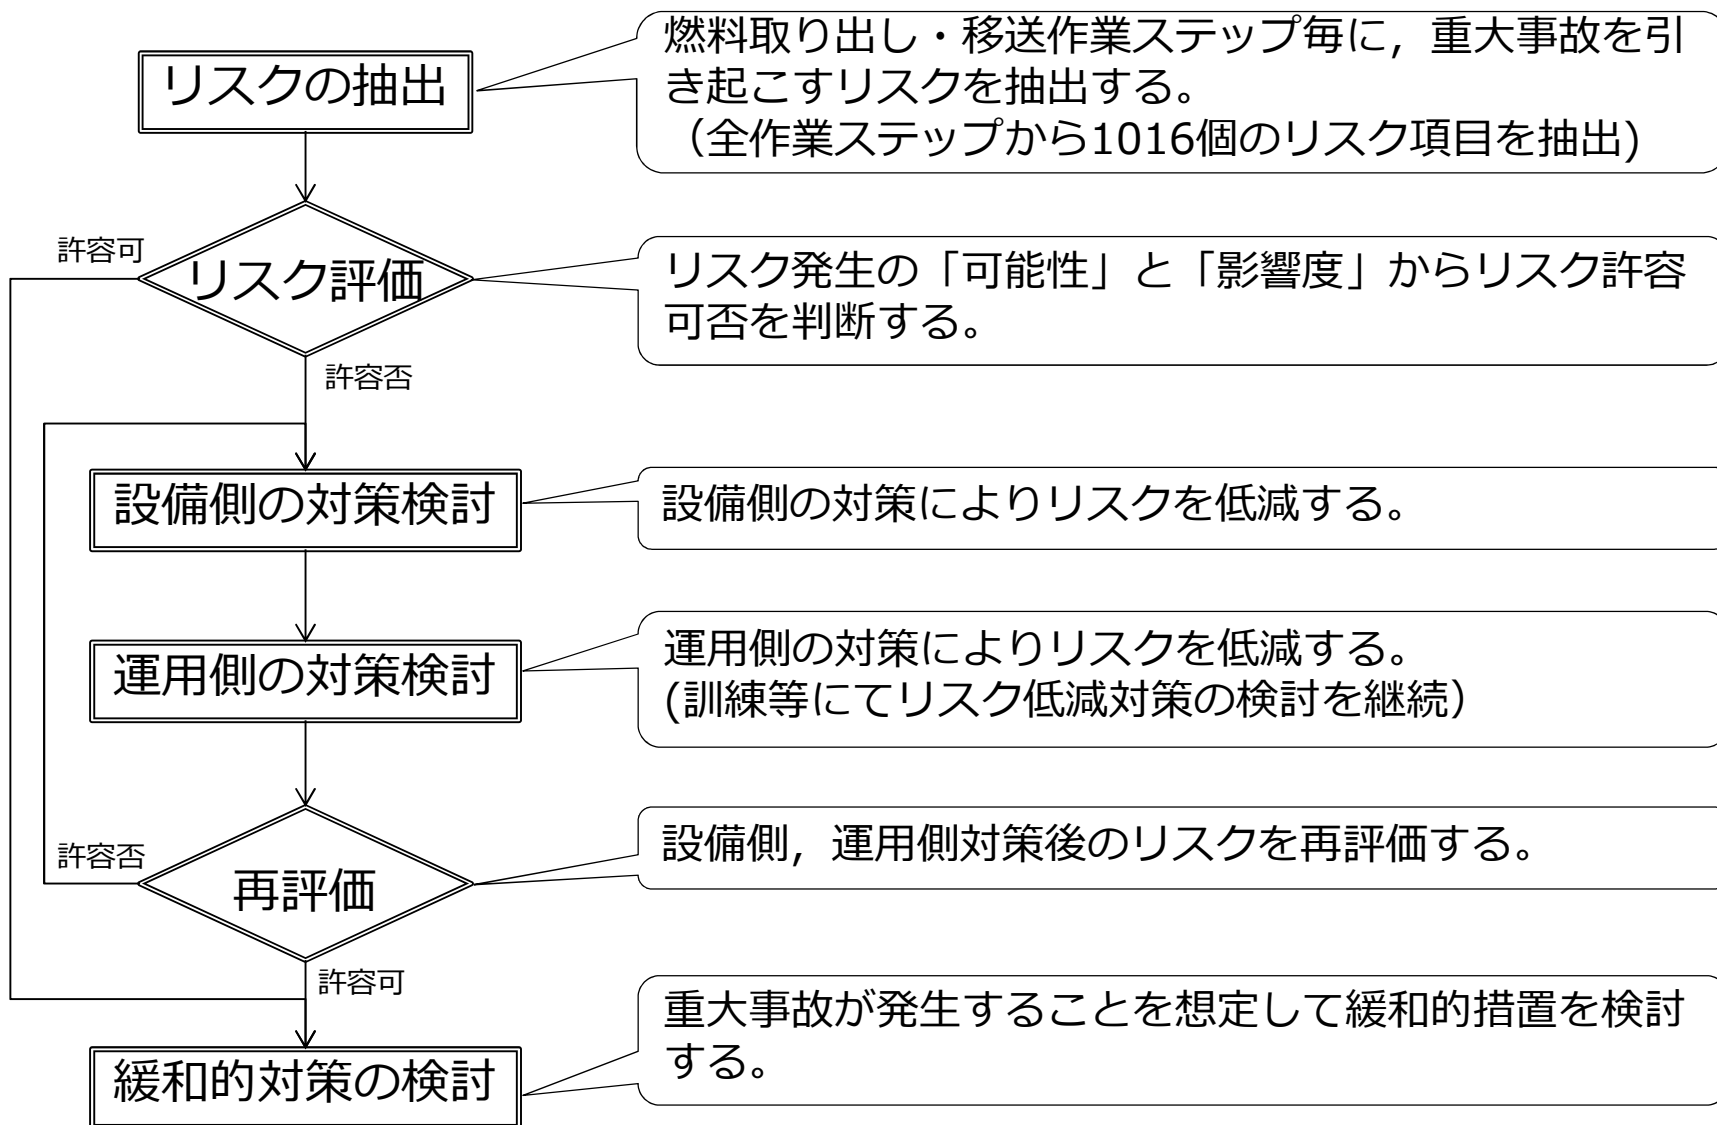 リスクの抽出
燃料取り出し・移送作業ステップ毎に，重大事故を引
き起こすリスクを抽出する。
（全作業ステップから1016個のリスク項目を抽出)
許容可
リスク評価
リスク発生の「可能性」と「影響度」からリスク許容
可否を判断する。
許容否
設備側の対策検討
設備側の対策によりリスクを低減する。
運用側の対策検討
運用側の対策によりリスクを低減する。
(訓練等にてリスク低減対策の検討を継続）
許容否
再評価
設備側，運用側対策後のリスクを再評価する。
許容可
緩和的対策の検討
重大事故が発生することを想定して緩和的措置を検討
する。